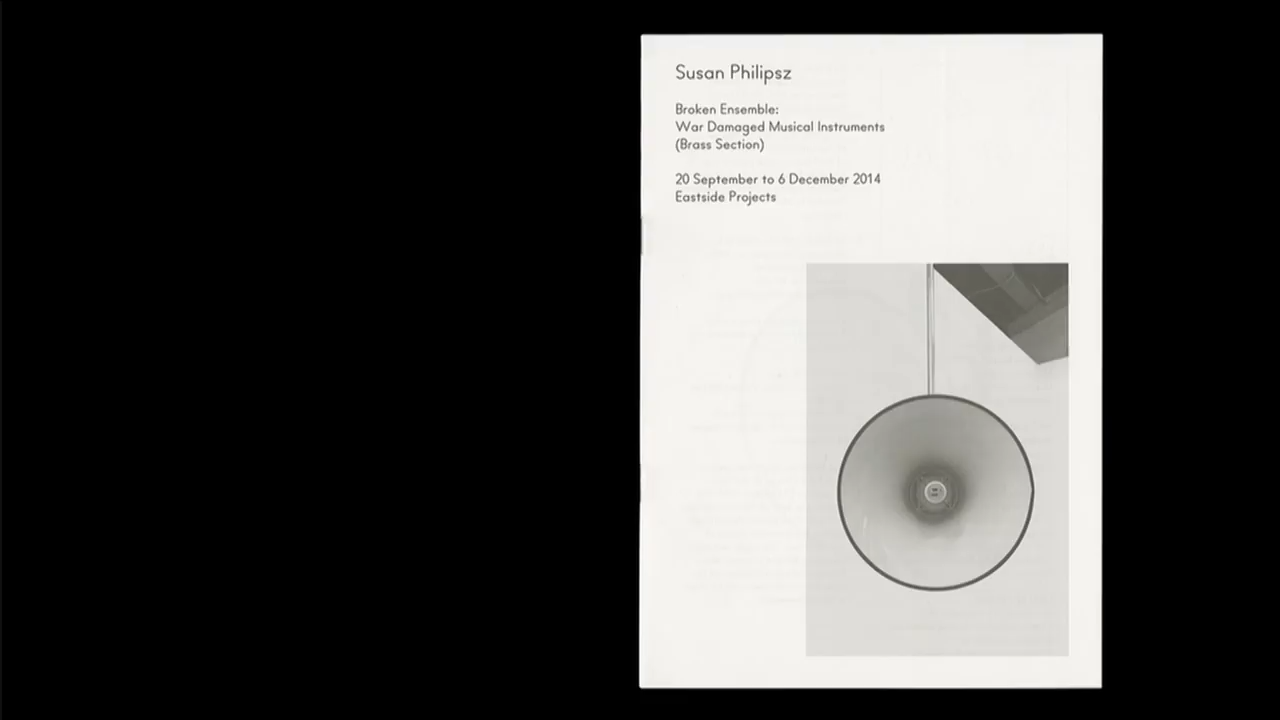 Susan Philipsz
Broken Ensemble:
War Damaged Musical Instruments
(Brass Section)
20 September to 6 December 2014
Eastside Projects